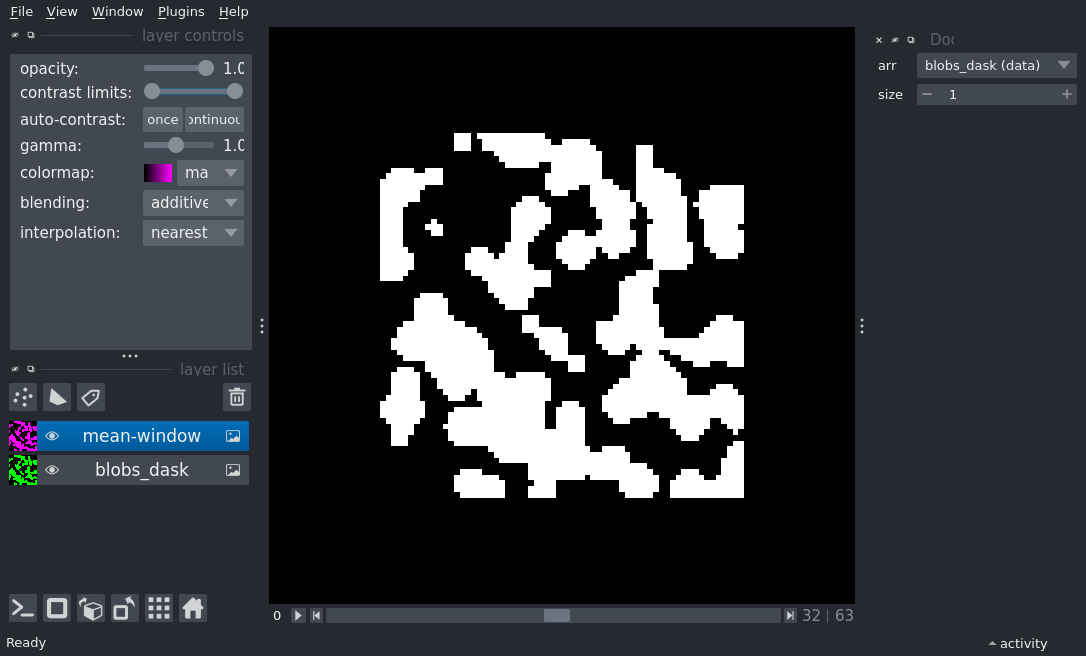 File View Window Plugins Help
layer controls
opacity: 1.0
contrast limits:
auto-contrast: once ontinuou
gamma: 1.0
colormap: ma
blending: additive
interpolation: nearest
layer list
mean-window
blobs_dask
Ready
0 32 | 63
Doc
arr blobs_dask (data)
size 1
activity